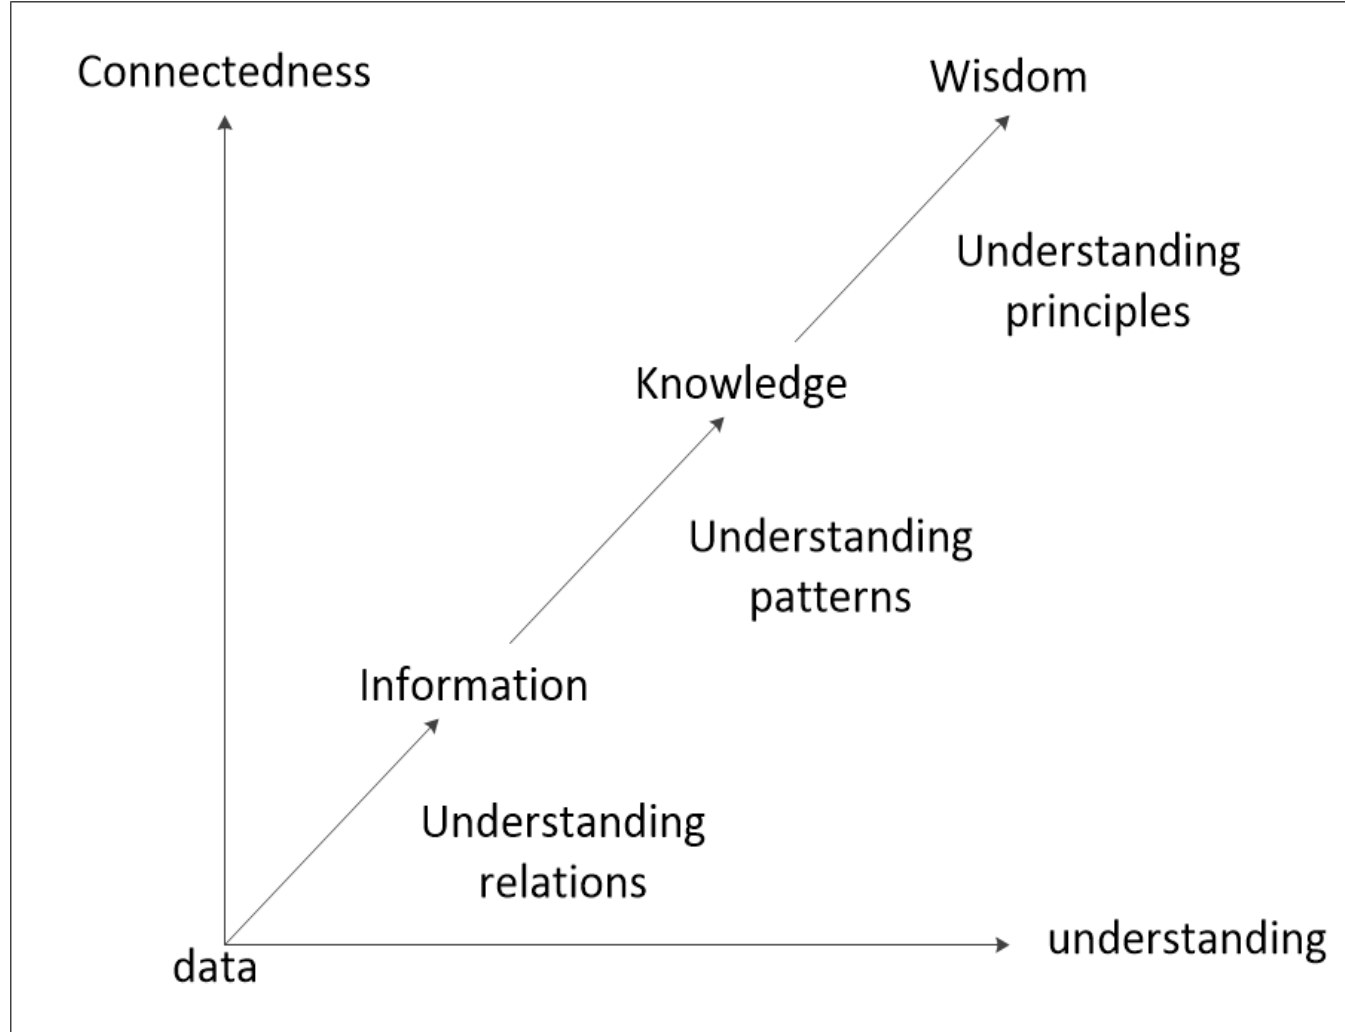 Connectedness
Wisdom
Understanding
principles
Knowledge
Understanding
patterns
Information
Understanding
relations
understanding
data